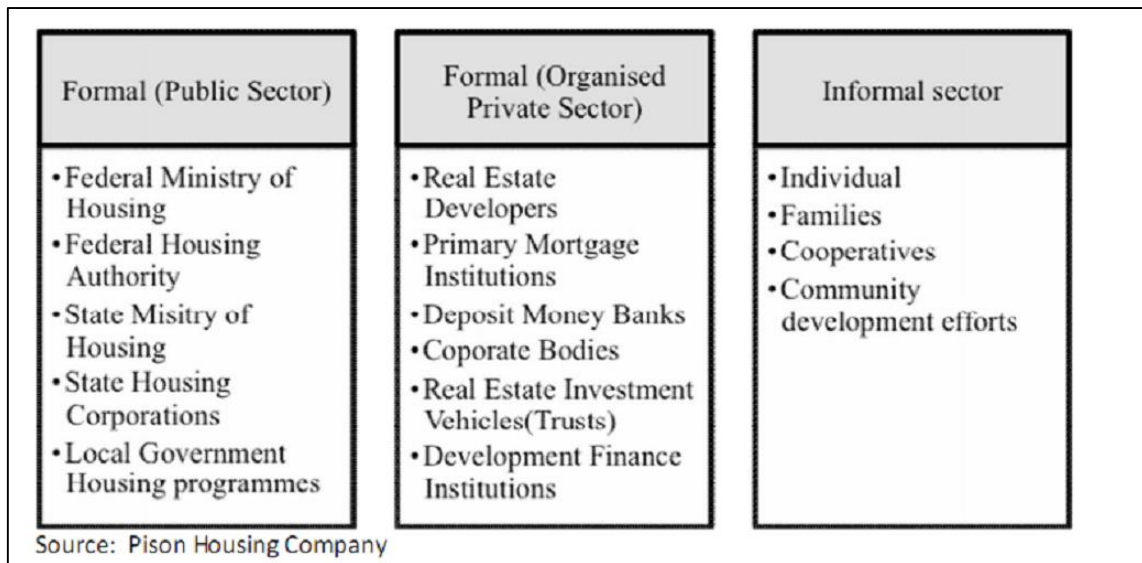 Formal (Public Sector)
•Federal Ministry of
Housing
•Federal Housing
Authority
•State Misitry of
Housing
•State Housing
Corporations
•Local Government
Housing programmes
Formal (Organised
Private Sector)
•Real Estate
Developers
•Primary Mortgage
Institutions
•Deposit Money Banks
•Coporate Bodies
•Real Estate Investment
Vehicles(Trusts)
•Development Finance
Institutions
Informal sector
•Individual
•Families
•Cooperatives
•Community
development efforts
Source: Pison Housing Company